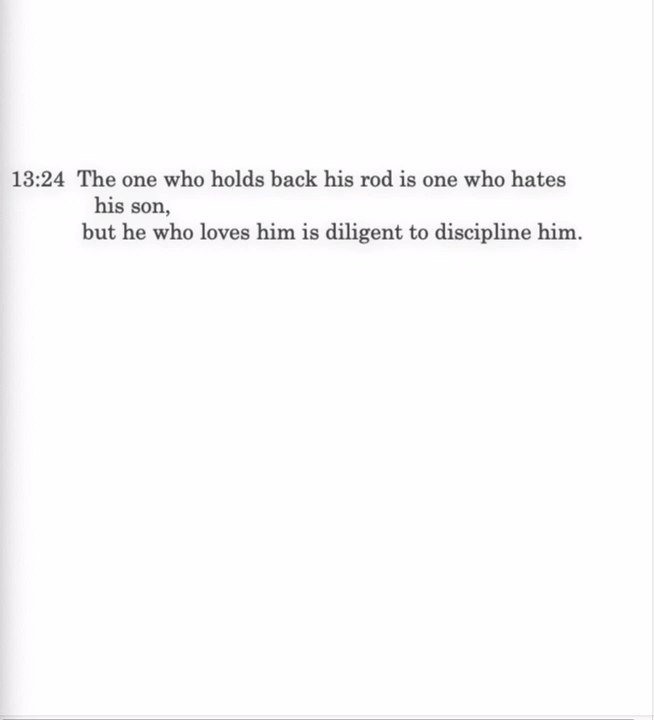 13:24 The one who holds back his rod is one who hates
his son,
but he who loves him is diligent to discipline him.